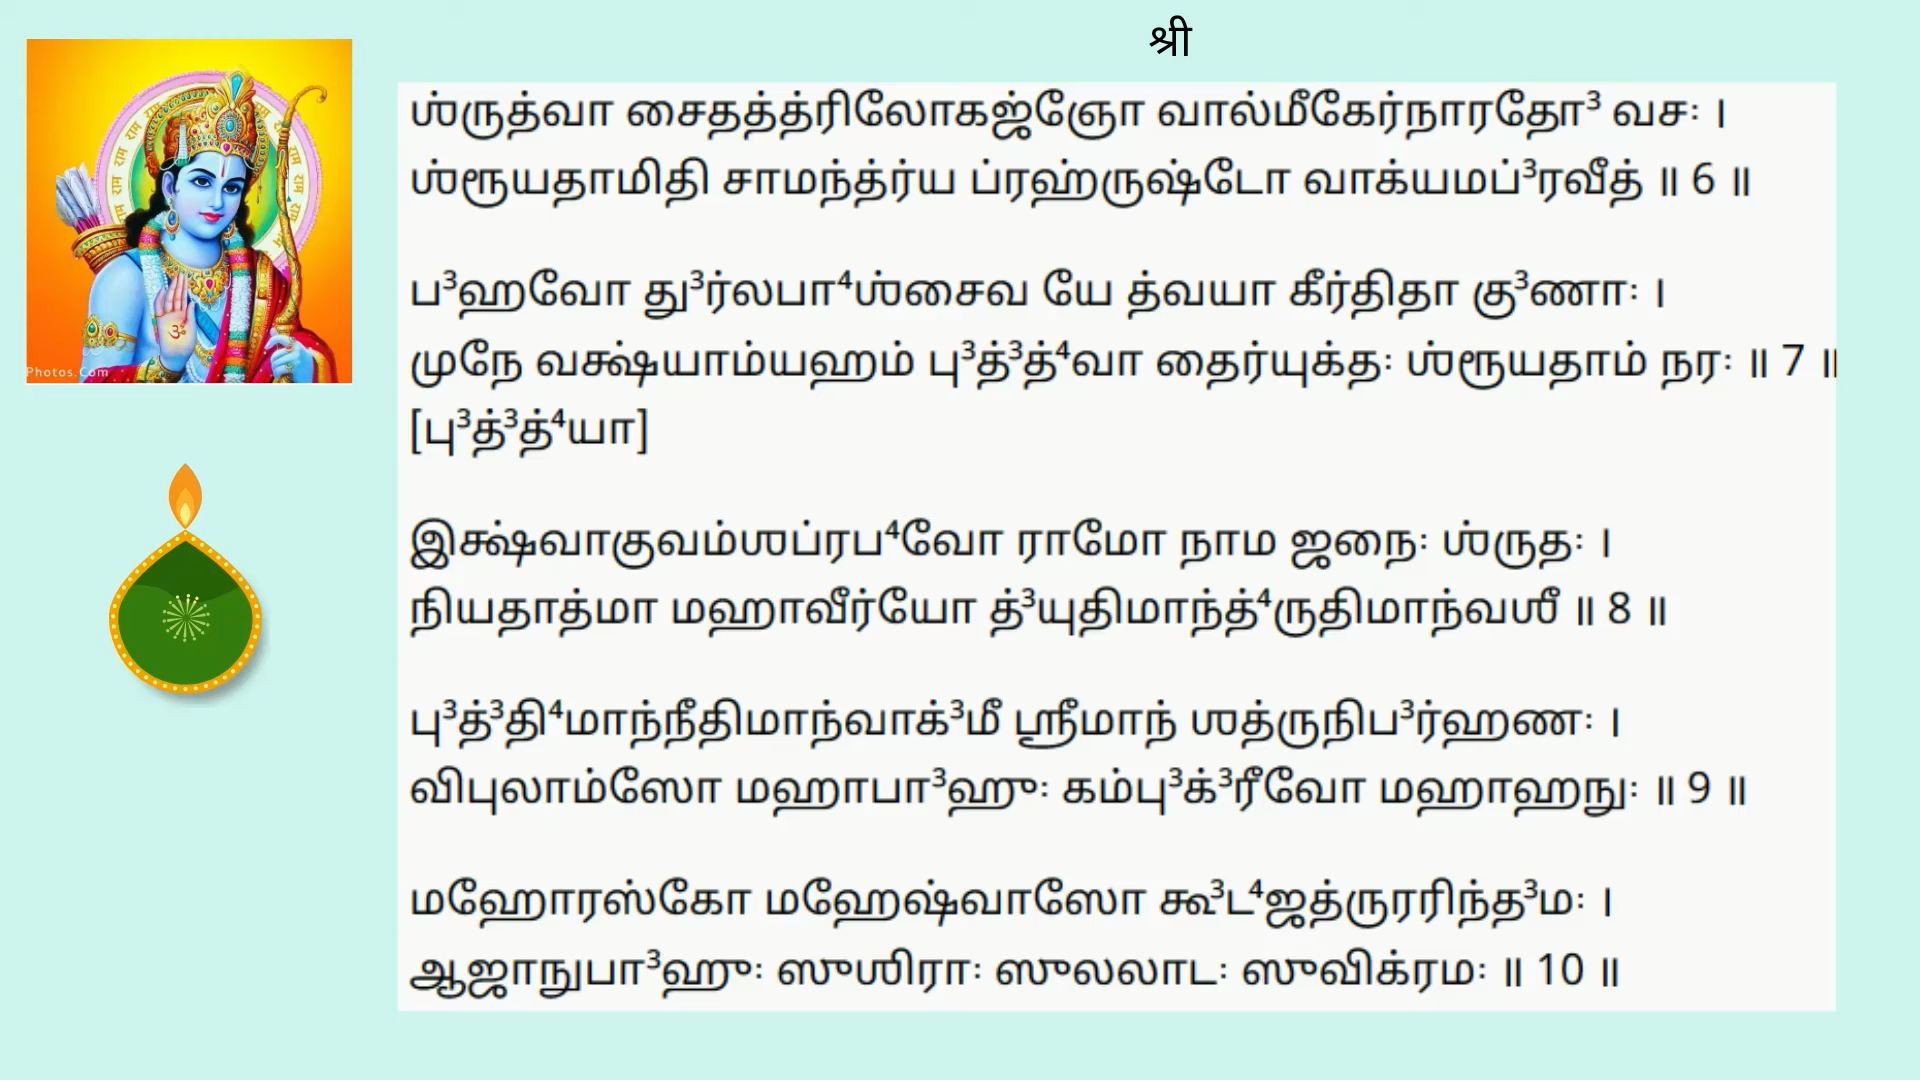 श्री
ஶ்ருத்வா சைதத்த்ரிலோகஜ்ஞோ வால்மீகேர்நாரதோ³ வச꞉ ।
ஶ்ரூயதாமிதி சாமந்த்ர்ய ப்ரஹ்ருஷ்டோ வாக்யமப்³ரவீத் ॥ 6 ॥
ப³ஹவோ து³ர்லபா⁴ஶ்சைவ யே த்வயா கீர்திதா கு³ணா꞉ ।
முநே வக்ஷ்யாம்யஹம் பு³த்³த்⁴வா தைர்யுக்த꞉ ஶ்ரூயதாம் நர꞉ ॥ 7 ॥
[பு³த்³த்⁴யா]
இக்ஷ்வாகுவம்ஶப்ரப⁴வோ ராமோ நாம ஜநை꞉ ஶ்ருத꞉ ।
நியதாத்மா மஹாவீர்யோ த்³யுதிமாந்த்⁴ருதிமாந்வஶீ ॥ 8 ॥
பு³த்³தி⁴மாந்நீதிமாந்வாக்³மீ ஶ்ரீமாந் ஶத்ருநிப³ர்ஹண꞉ ।
விபுலாம்ஸோ மஹாபா³ஹு꞉ கம்பு³க்³ரீவோ மஹாஹநு꞉ ॥ 9 ॥
மஹோரஸ்கோ மஹேஷ்வாஸோ கூ³ட⁴ஜத்ருரரிந்த³ம꞉ ।
ஆஜாநுபா³ஹு꞉ ஸுஶிரா꞉ ஸுலலாட꞉ ஸுவிக்ரம꞉ ॥ 10 ॥
Photos.Com